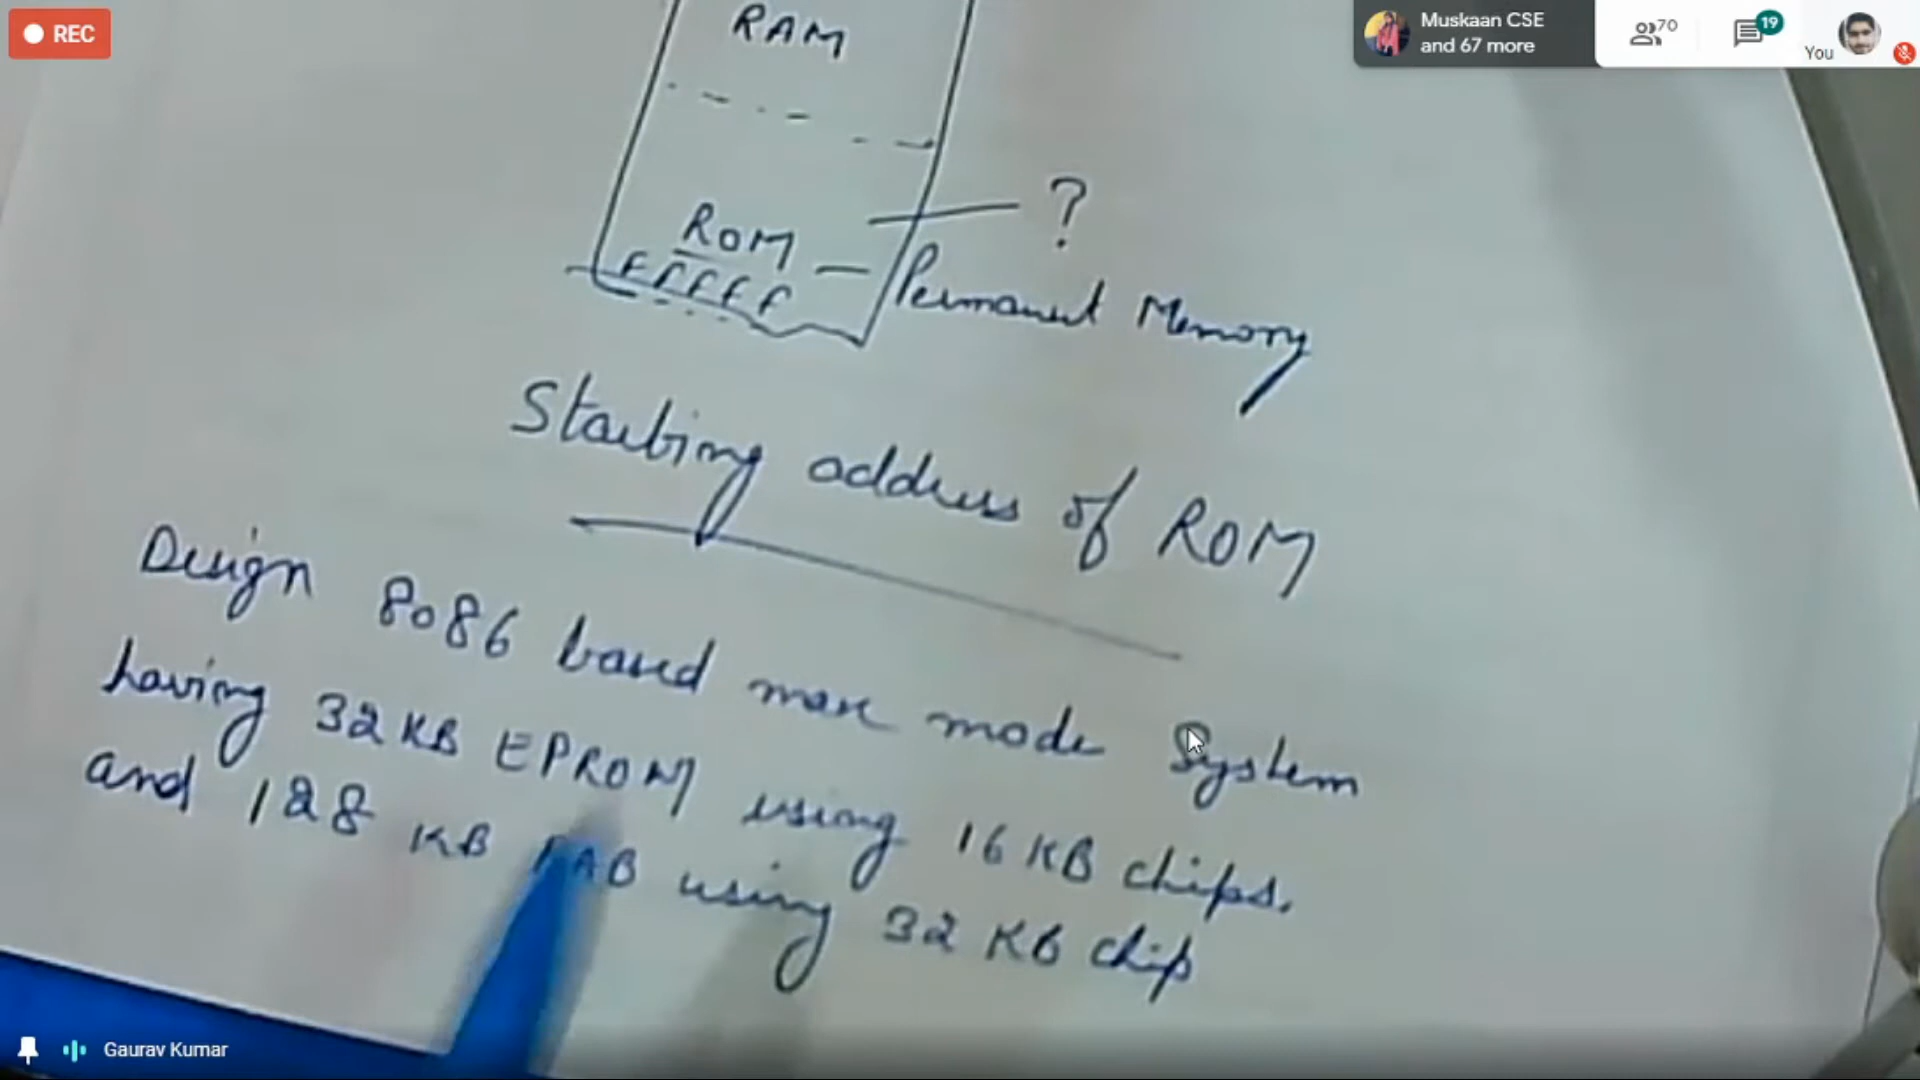 REC
Muskaan CSE
and 67 more
70
19
You
RAM
?
ROM
FFFFF
Permanent Memory
Starting address of ROM
Design 8086 based max mode System
having 32 KB EPROM using 16 KB chips.
and 128 KB using 32 KB chip
Gaurav Kumar